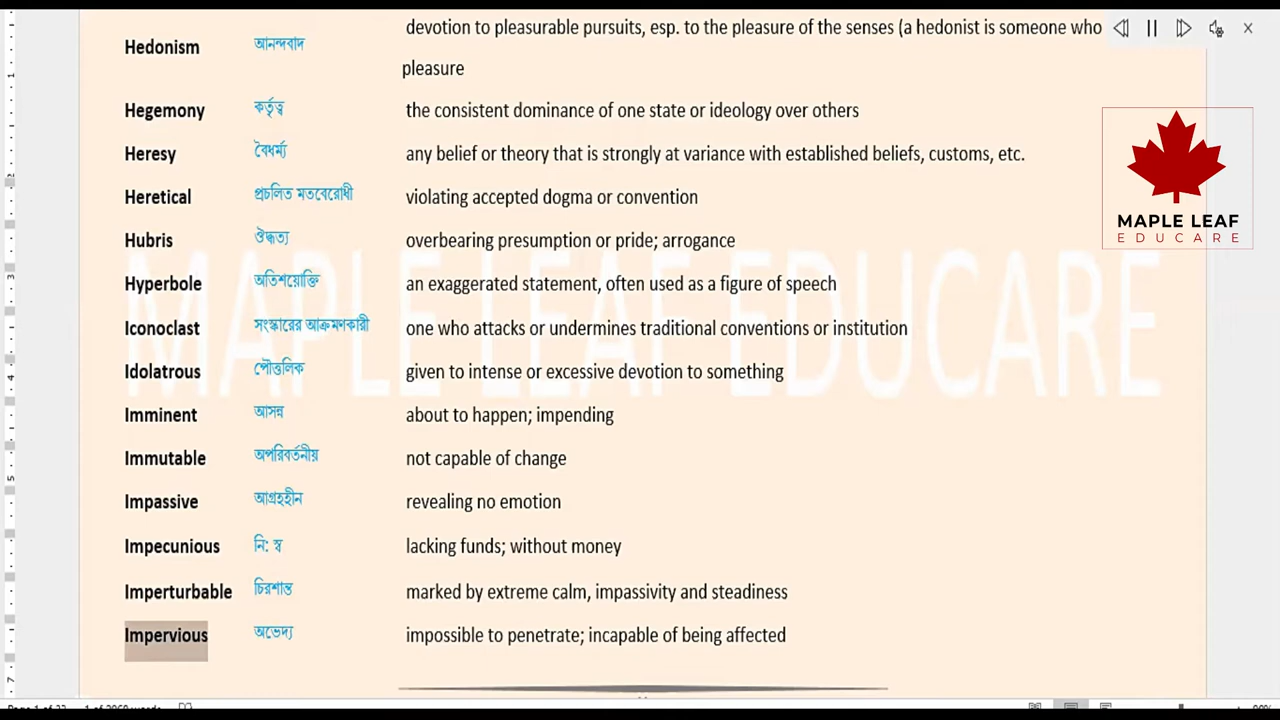 devotion to pleasurable pursuits, esp. to the pleasure of the senses (a hedonist is someone who
Hedonism আনন্দবাদ
pleasure
Hegemony কর্তৃত্ব the consistent dominance of one state or ideology over others
Heresy বৈধর্ম্য any belief or theory that is strongly at variance with established beliefs, customs, etc.
Heretical প্রচলিত মতবেরোধী violating accepted dogma or convention
Hubris ঔদ্ধত্য overbearing presumption or pride; arrogance
Hyperbole অতিশয়োক্তি an exaggerated statement, often used as a figure of speech
Iconoclast সংস্কারের আক্রমণকারী one who attacks or undermines traditional conventions or institution
Idolatrous পৌত্তলিক given to intense or excessive devotion to something
Imminent আসন্ন about to happen; impending
Immutable অপরিবর্তনীয় not capable of change
Impassive আগ্রহহীন revealing no emotion
Impecunious নি: স্ব lacking funds; without money
Imperturbable চিরশান্ত marked by extreme calm, impassivity and steadiness
Impervious অভেদ্য impossible to penetrate; incapable of being affected
MAPLE LEAF
EDUCARE
MAPLE LEAF EDUCARE